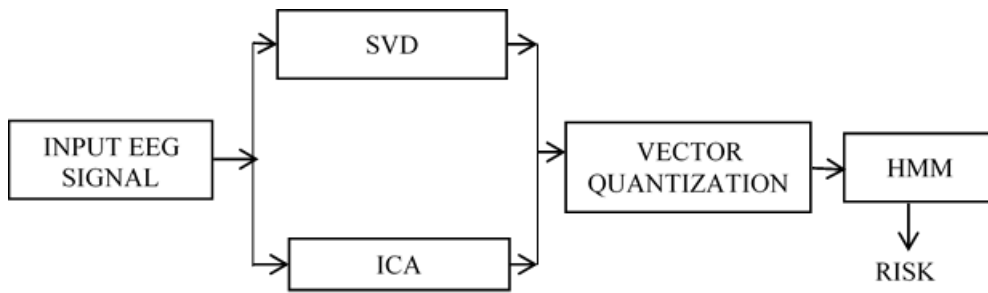 SVD
INPUT EEG
SIGNAL
VECTOR
QUANTIZATION
HMM
ICA
RISK